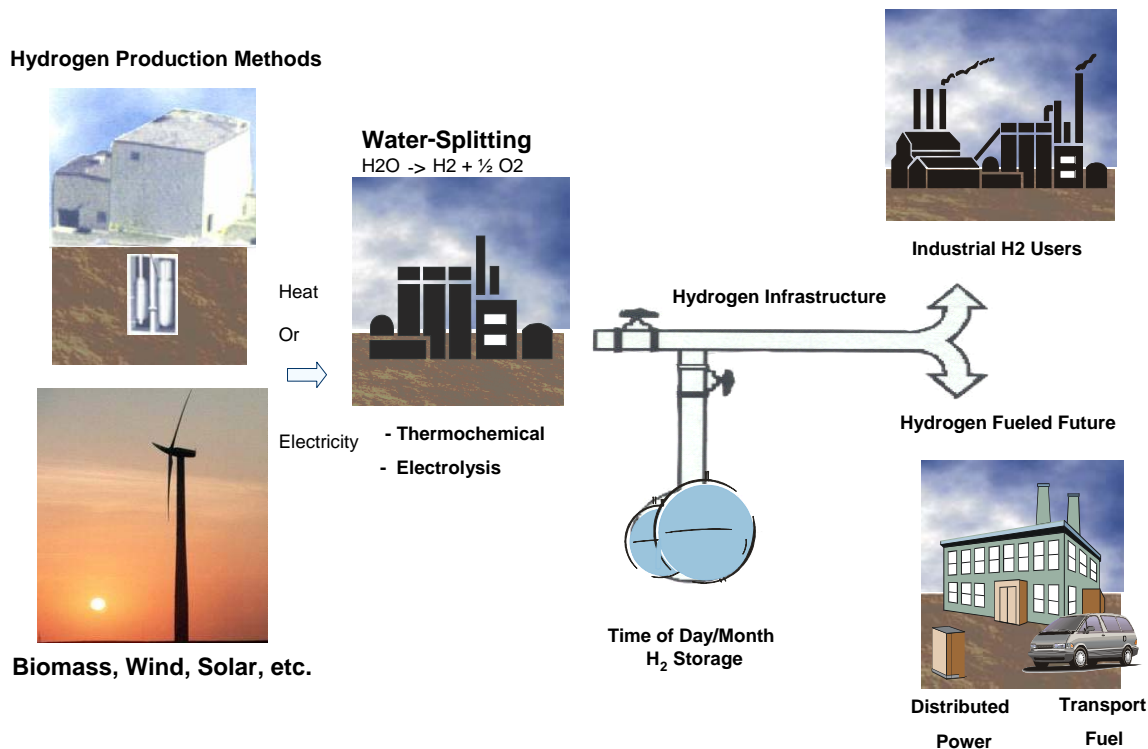 Hydrogen Production Methods
Water-Splitting
H2O -> H2 + ½ O2
Heat
Or
Electricity
- Thermochemical
- Electrolysis
Biomass, Wind, Solar, etc.
Hydrogen Infrastructure
Time of Day/Month
H₂ Storage
Industrial H2 Users
Hydrogen Fueled Future
Distributed
Power
Transport
Fuel